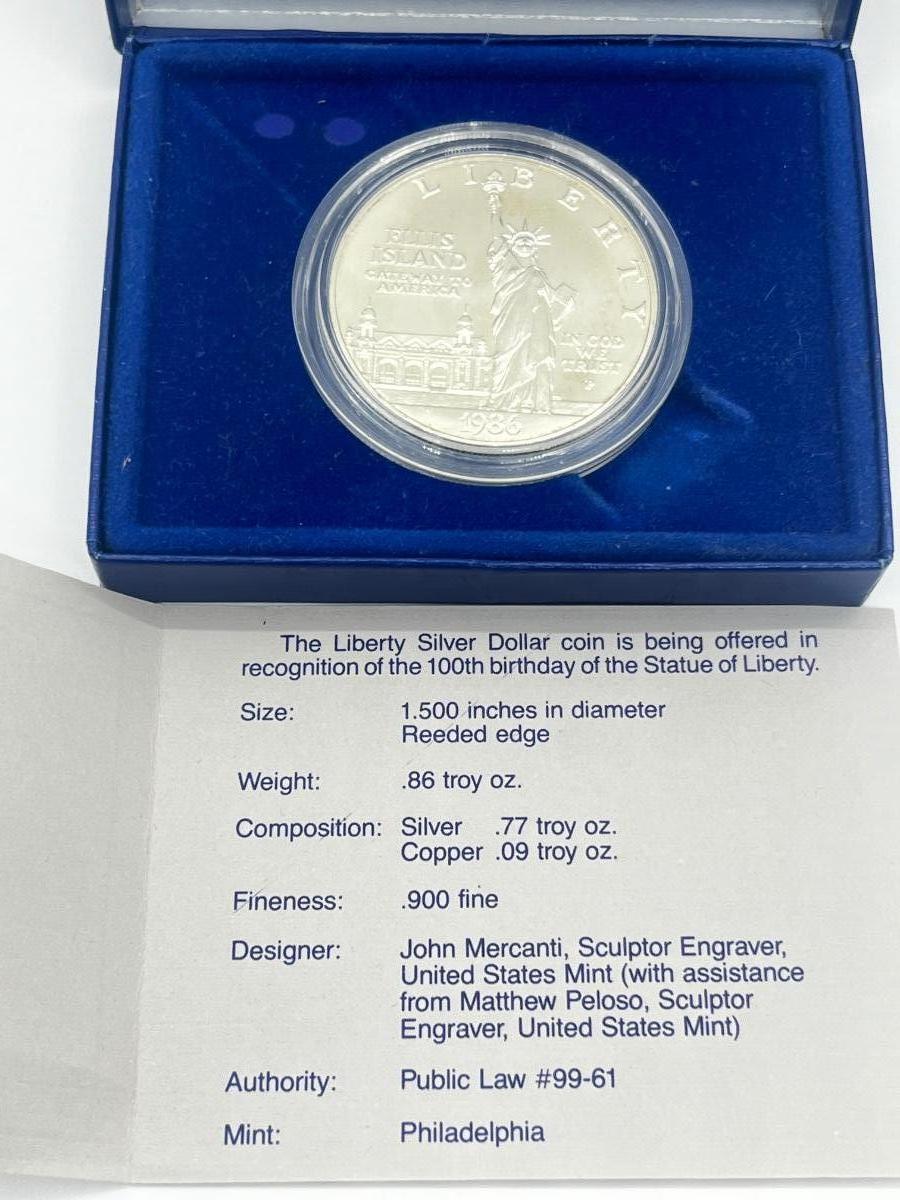 LIBERTY
ELLIS
ISLAND
GATEWAY TO
AMERICA
IN GOD
WE
TRUST
P
1986
The Liberty Silver Dollar coin is being offered in
recognition of the 100th birthday of the Statue of Liberty.
Size: 1.500 inches in diameter
Reeded edge
Weight: .86 troy oz.
Composition: Silver .77 troy oz.
Copper .09 troy oz.
Fineness: .900 fine
Designer: John Mercanti, Sculptor Engraver,
United States Mint (with assistance
from Matthew Peloso, Sculptor
Engraver, United States Mint)
Authority: Public Law #99-61
Mint: Philadelphia